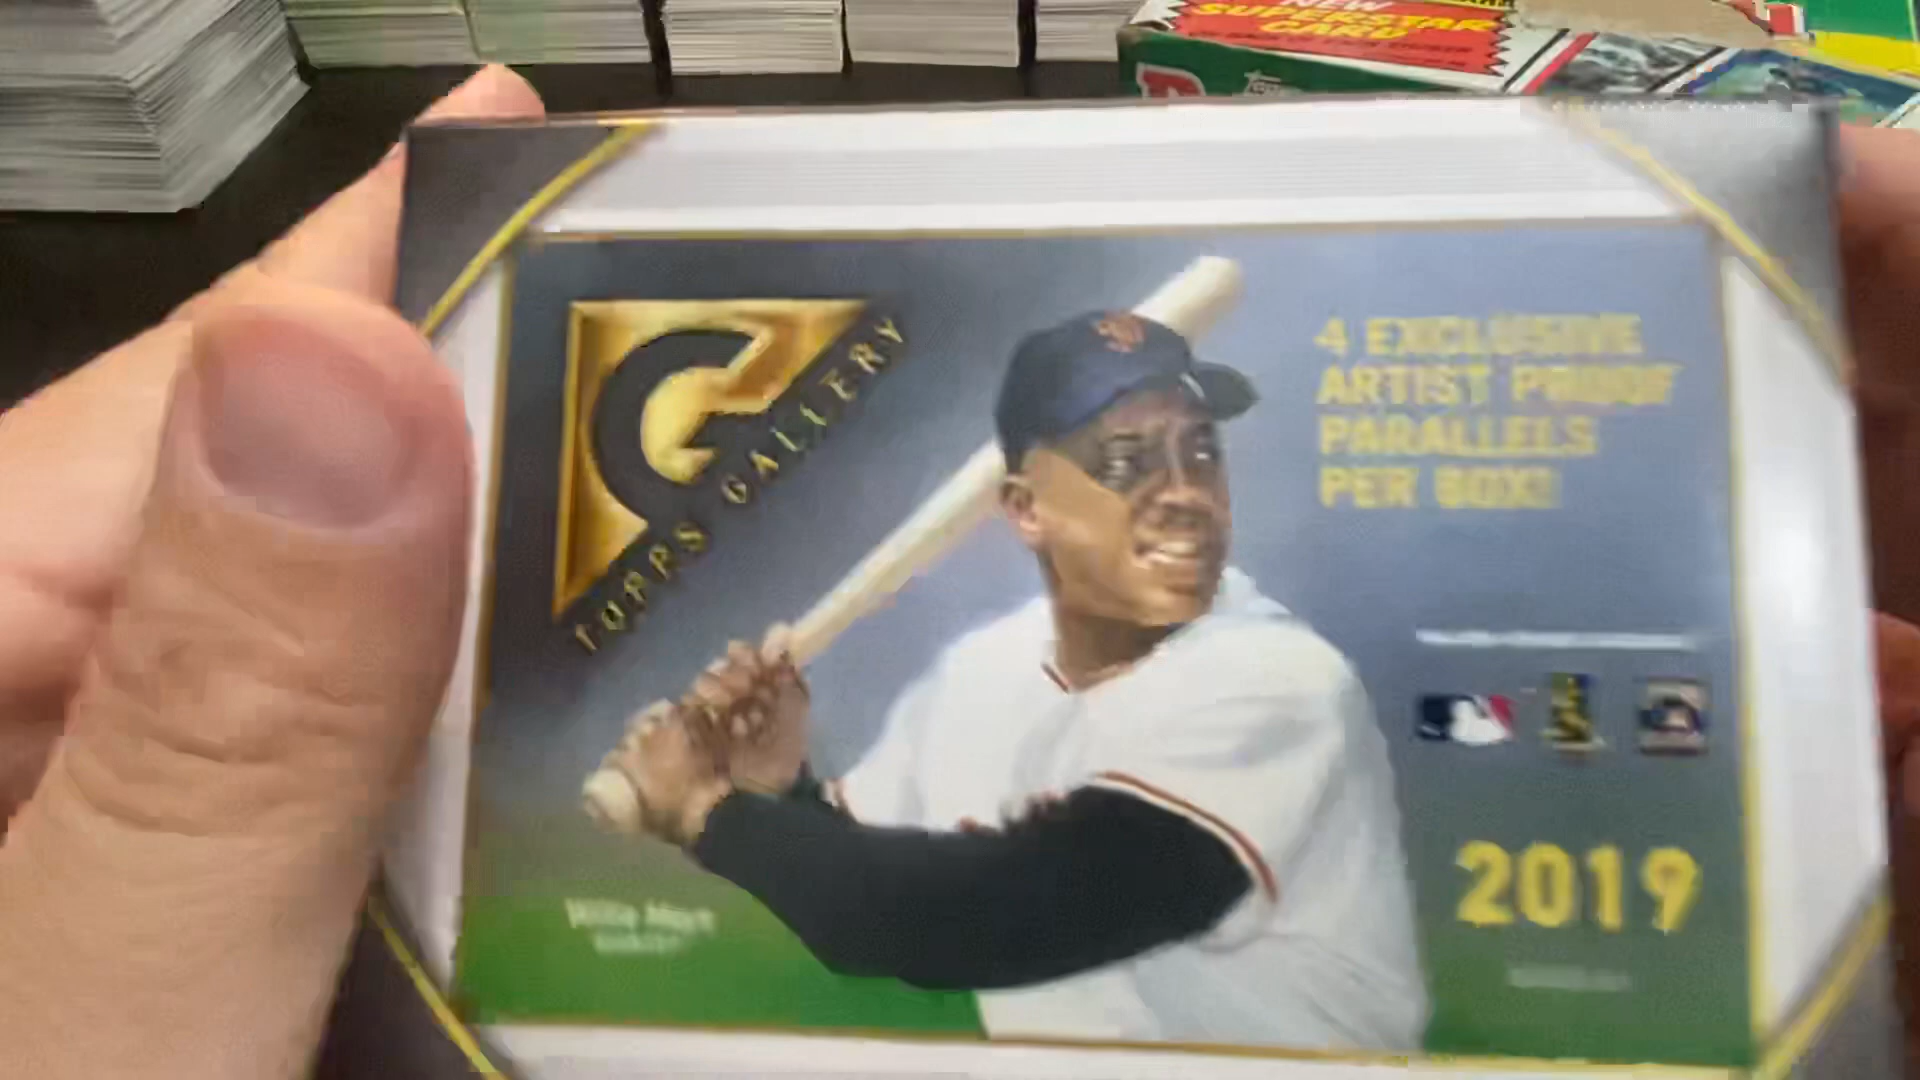 NEW
SUPERSTAR
CARD
TOPPS GALLERY
4 EXCLUSIVE
ARTIST PROOF
PARALLELS
PER BOX!
Willie Mays
2019